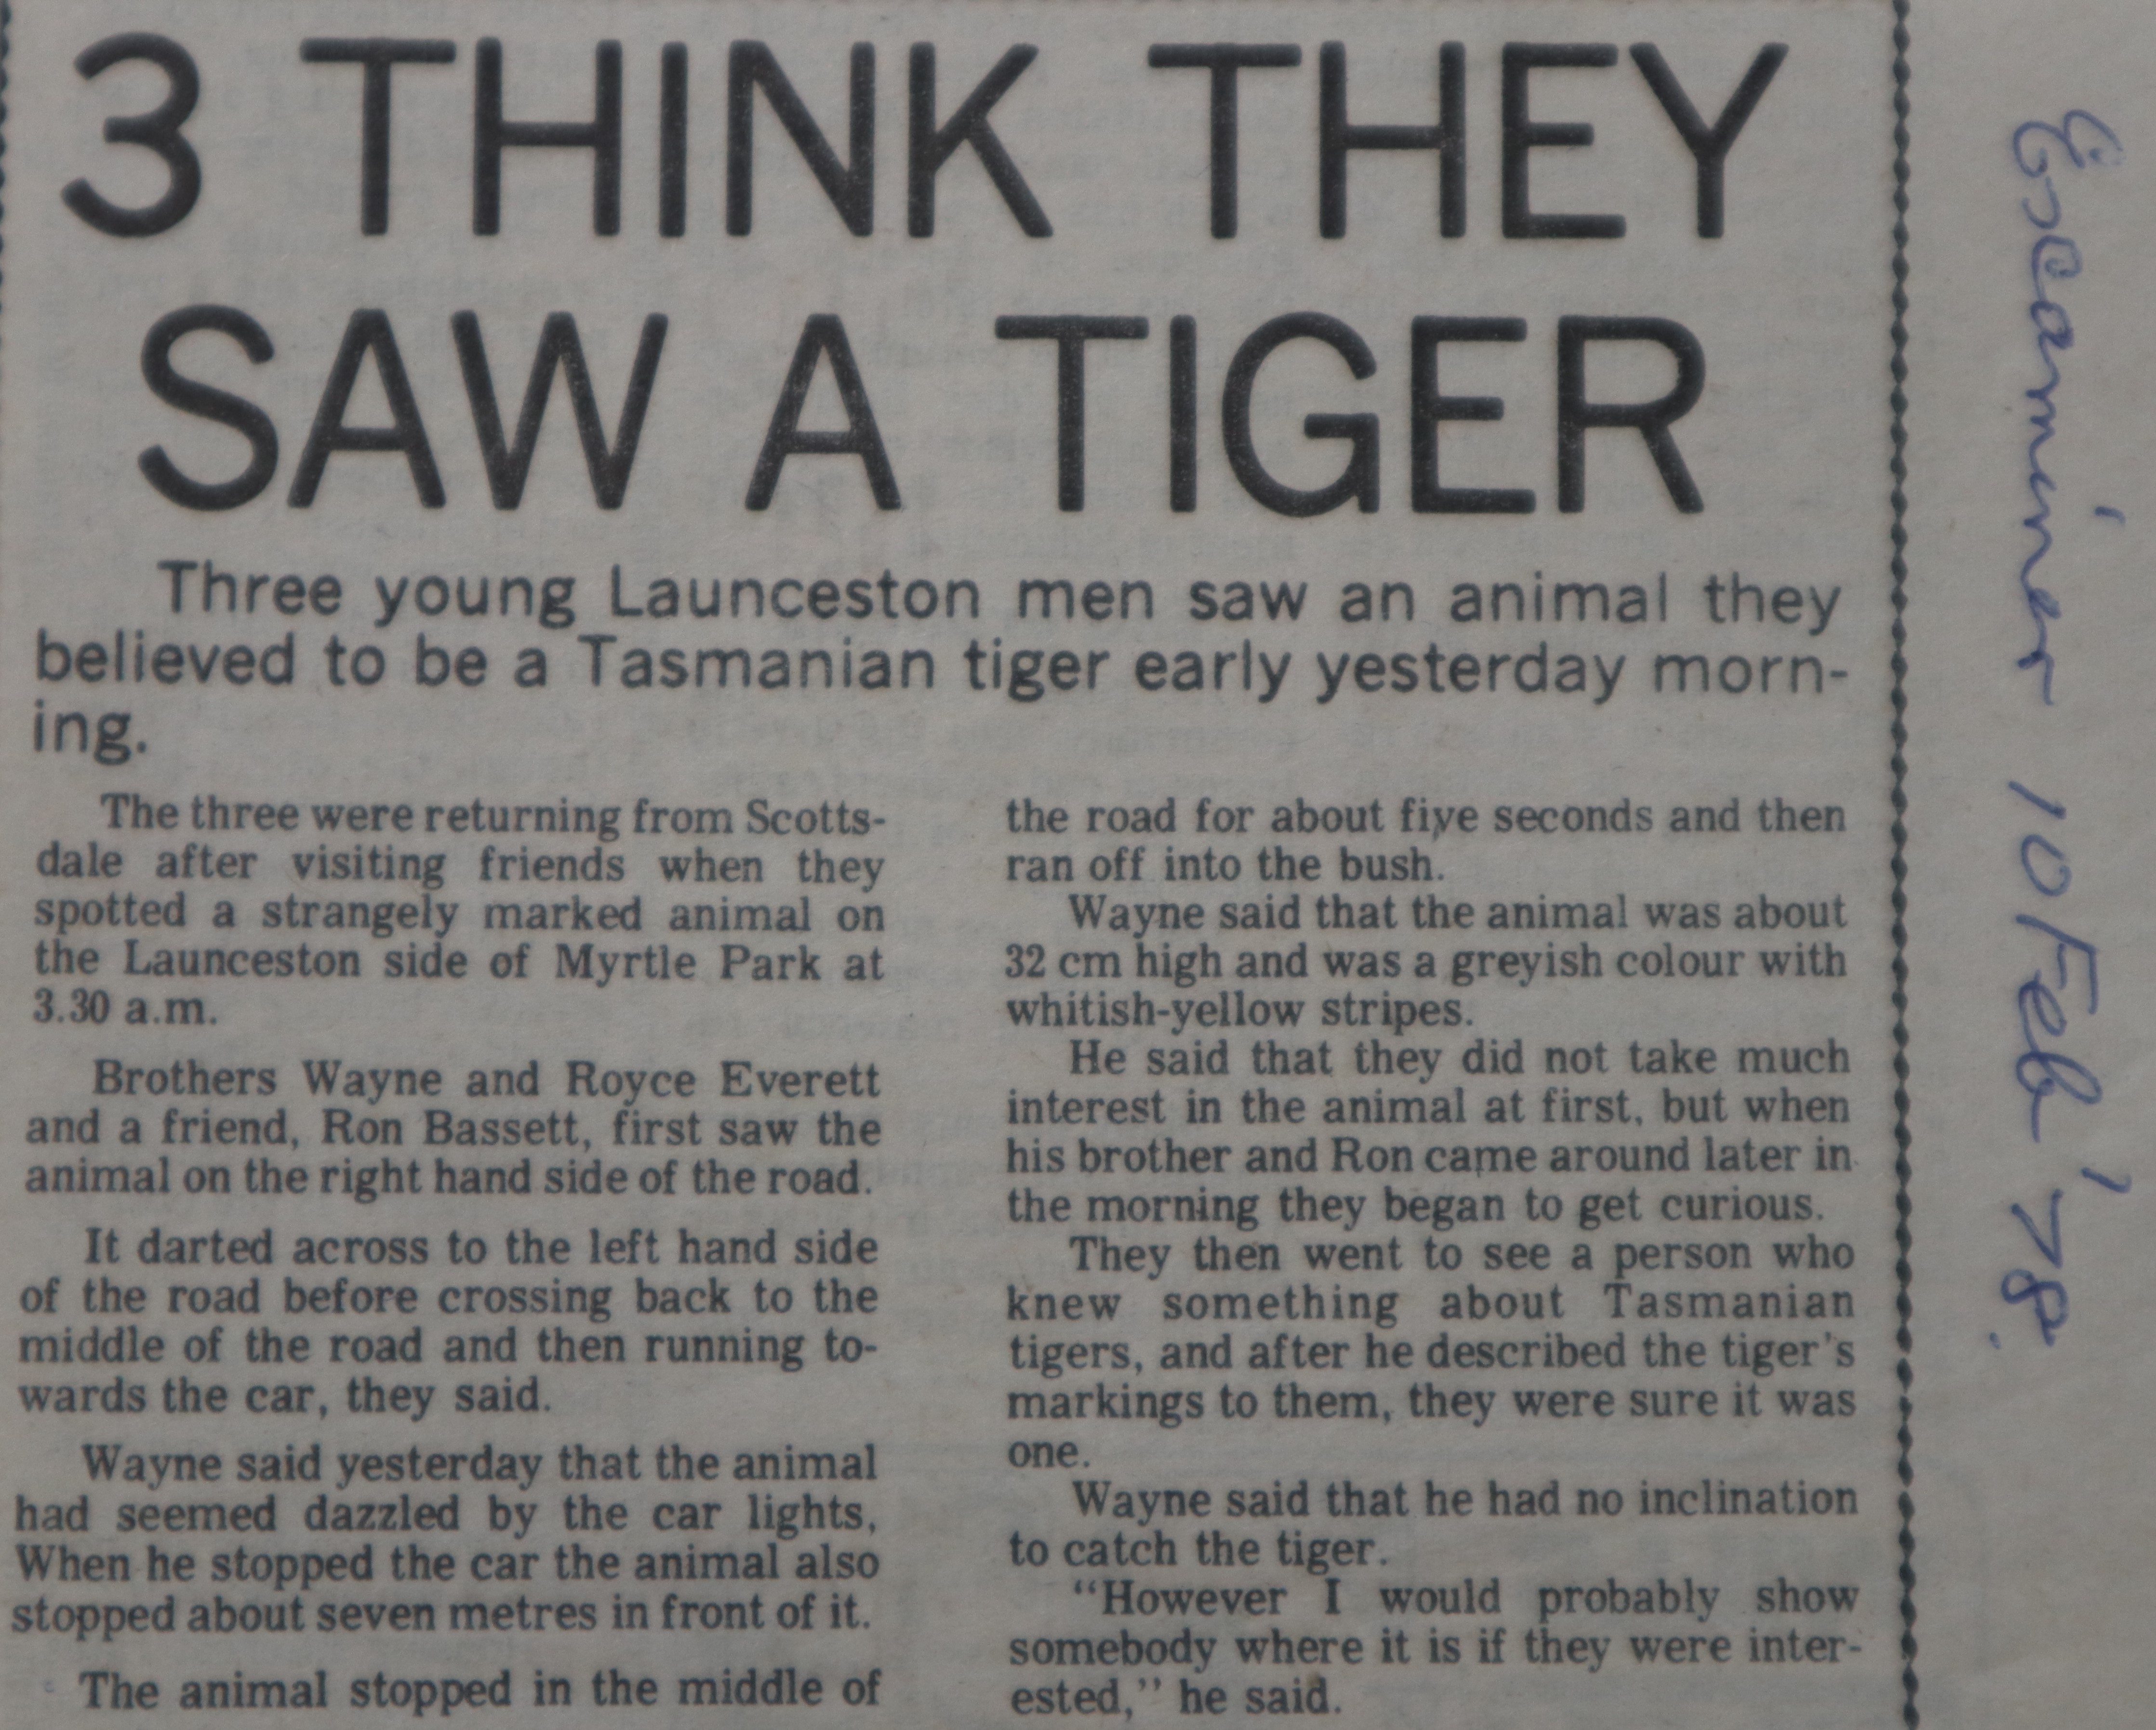 3 THINK THEY
SAW A TIGER
Three young Launceston men saw an animal they
believed to be a Tasmanian tiger early yesterday morn-
ing.
The three were returning from Scotts-
dale after visiting friends when they
spotted a strangely marked animal on
the Launceston side of Myrtle Park at
3.30 a.m.
Brothers Wayne and Royce Everett
and a friend, Ron Bassett, first saw the
animal on the right hand side of the road.
It darted across to the left hand side
of the road before crossing back to the
middle of the road and then running to-
wards the car, they said.
Wayne said yesterday that the animal
had seemed dazzled by the car lights,
When he stopped the car the animal also
stopped about seven metres in front of it.
The animal stopped in the middle of
the road for about five seconds and then
ran off into the bush.
Wayne said that the animal was about
32 cm high and was a greyish colour with
whitish-yellow stripes.
He said that they did not take much
interest in the animal at first, but when
his brother and Ron came around later in
the morning they began to get curious.
They then went to see a person who
knew something about Tasmanian
tigers, and after he described the tiger's
markings to them, they were sure it was
one.
Wayne said that he had no inclination
to catch the tiger.
"However I would probably show
somebody where it is if they were inter-
ested," he said.
Examiner 10 Feb '78.